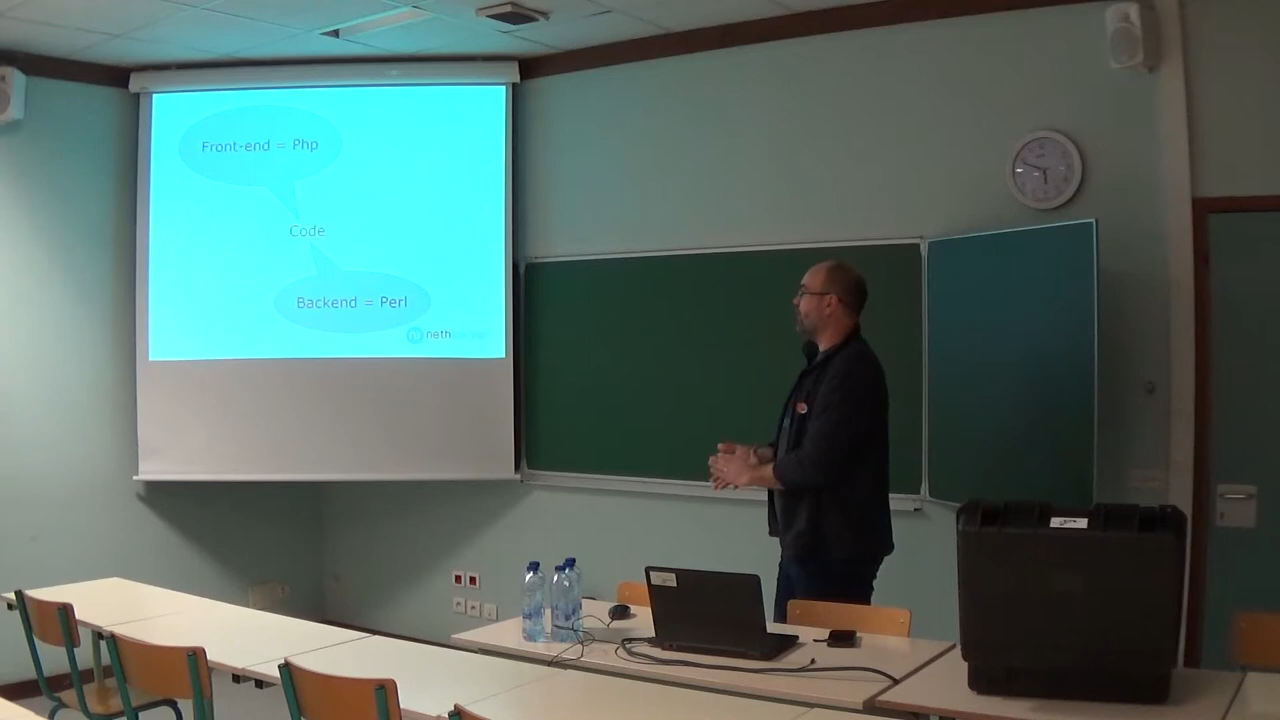 Front-end = Php
Code
Backend = Perl
neth